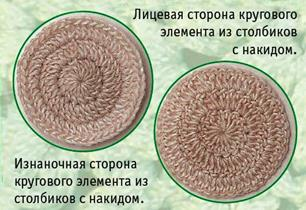 Лицевая сторона кругового
элемента из столбиков
с накидом.
Изнаночная сторона
кругового элемента из
столбиков с накидом.